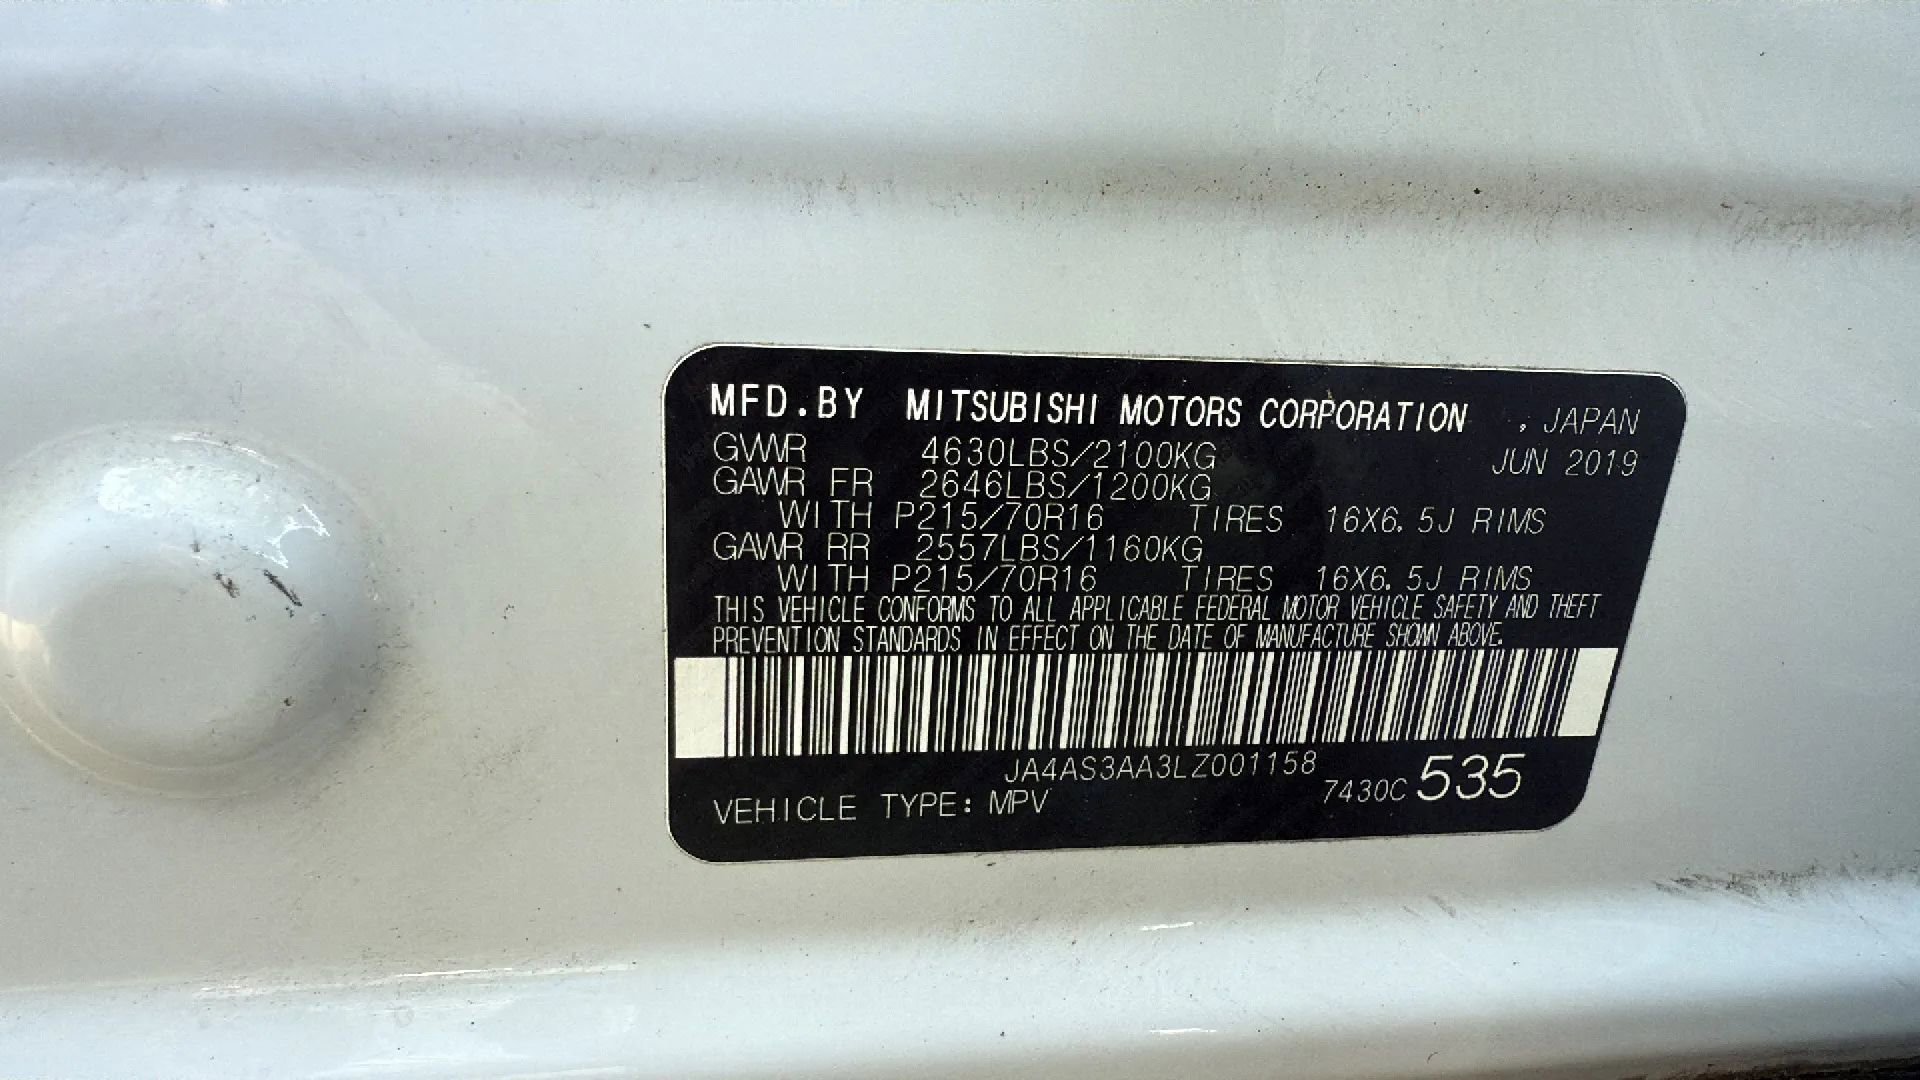 MFD.BY MITSUBISHI MOTORS CORPORATION , JAPAN
GVWR 4630LBS/2100KG JUN 2019
GAWR FR 2646LBS/1200KG
WITH P215/70R16 TIRES 16X6.5J RIMS
GAWR RR 2557LBS/1160KG
WITH P215/70R16 TIRES 16X6.5J RIMS
THIS VEHICLE CONFORMS TO ALL APPLICABLE FEDERAL MOTOR VEHICLE SAFETY AND THEFT
PREVENTION STANDARDS IN EFFECT ON THE DATE OF MANUFACTURE SHOWN ABOVE.
JA4AS3AA3LZ001158
VEHICLE TYPE: MPV 7430C 535